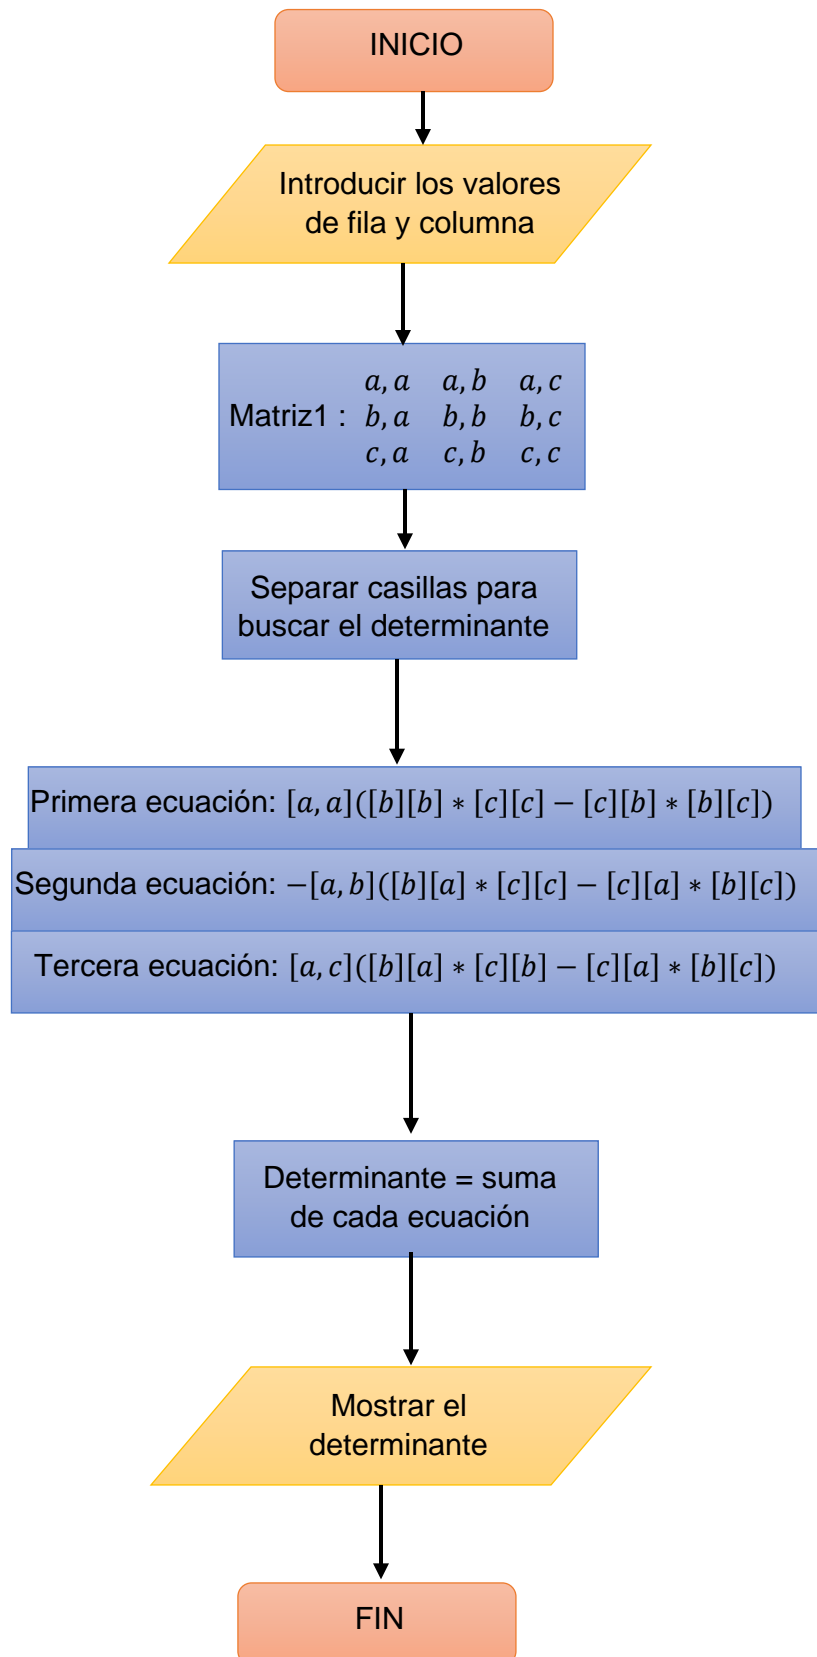 INICIO
Introducir los valores
de fila y columna
a, a a, b a, c
Matriz1 : b, a b, b b, c
c, a c, b c, c
Separar casillas para
buscar el determinante
Primera ecuación: [a, a]([b][b] ∗ [c][c] − [c][b] ∗ [b][c])
Segunda ecuación: −[a, b]([b][a] ∗ [c][c] − [c][a] ∗ [b][c])
Tercera ecuación: [a, c]([b][a] ∗ [c][b] − [c][a] ∗ [b][c])
Determinante = suma
de cada ecuación
Mostrar el
determinante
FIN